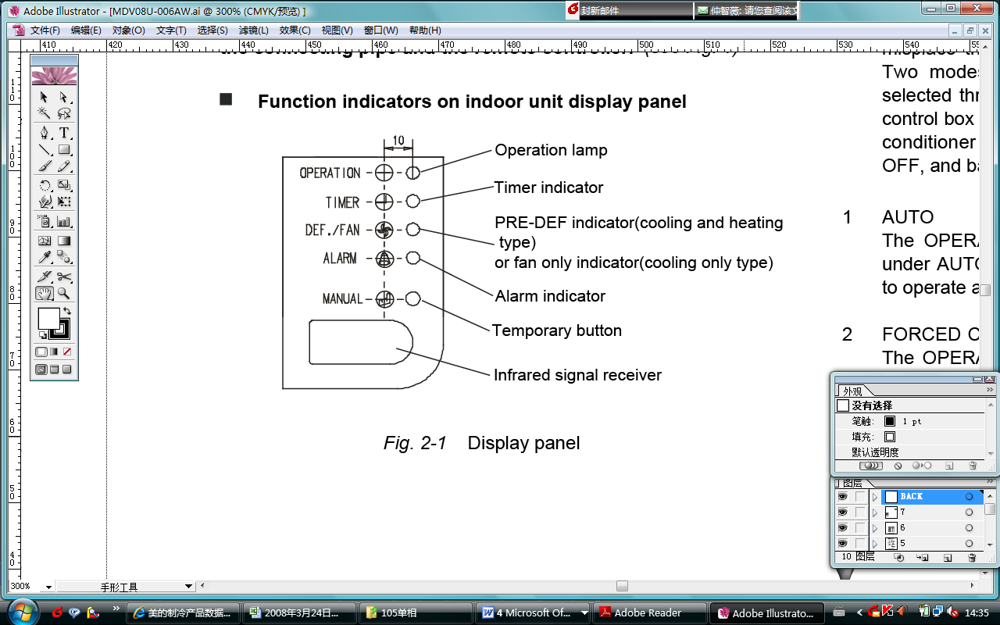 Adobe Illustrator - [MDV08U-006AW.ai @ 300% (CMYK/预览) ]
封新邮件
仲智薇: 请您查阅该文
文件(F) 编辑(E) 对象(O) 文字(T) 选择(S) 滤镜(L) 效果(C) 视图(V) 窗口(W) 帮助(H)
410 420 430 440 450 460 470 480 490 500 510 520 530 540
■ Function indicators on indoor unit display panel
10
OPERATION
TIMER
DEF./FAN
ALARM
MANUAL
Operation lamp
Timer indicator
PRE-DEF indicator(cooling and heating
type)
or fan only indicator(cooling only type)
Alarm indicator
Temporary button
Infrared signal receiver
Fig. 2-1 Display panel
Two modes
selected thr
control box
conditioner
OFF, and ba
1 AUTO
The OPERA
under AUTO
to operate a
2 FORCED C
The OPERA
外观
没有选择
笔触: 1 pt
填充:
默认透明度
图层
BACK
7
6
5
10 图层
300% 手形工具
美的制冷产品数据...
2008年3月24日...
105单相
4 Microsoft Of...
Adobe Reader
Adobe Illustrato...
14:35